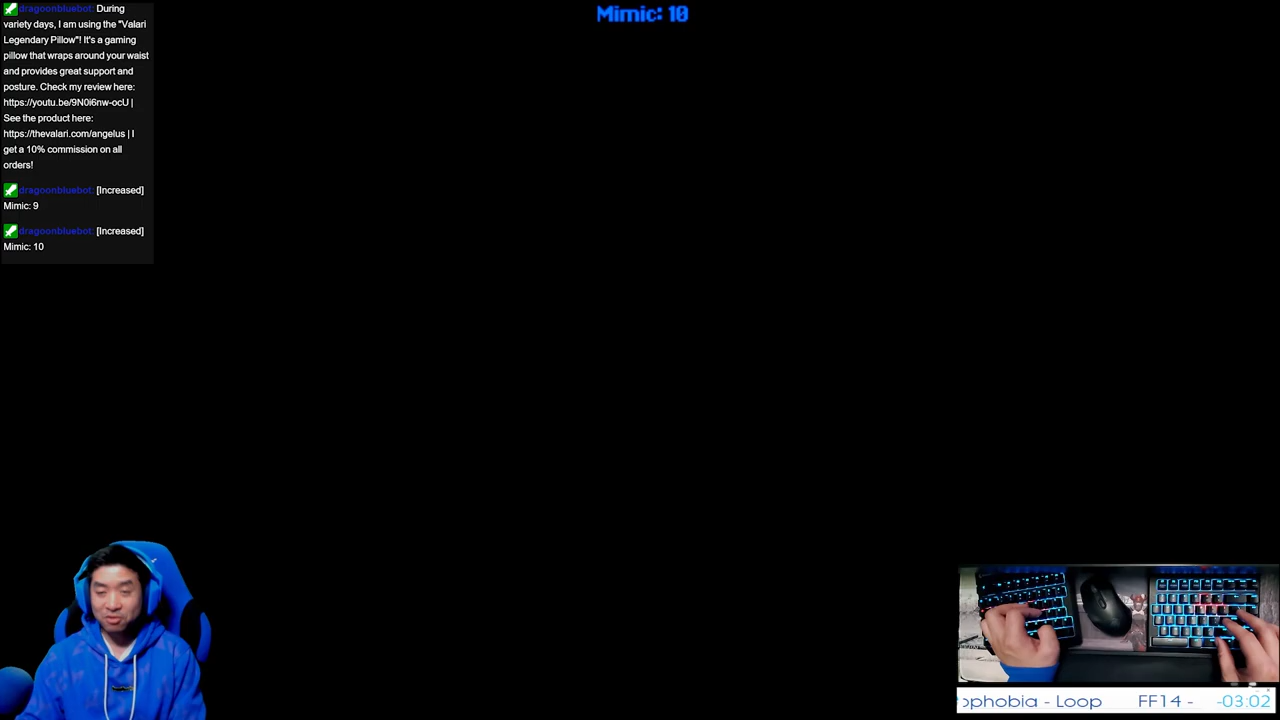 dragoonbluebot: During
variety days, I am using the "Valari
Legendary Pillow"! It's a gaming
pillow that wraps around your waist
and provides great support and
posture. Check my review here:
https://youtu.be/9N0i6nw-ocU |
See the product here:
https://thevalari.com/angelus | I
get a 10% commission on all
orders!
dragoonbluebot: [Increased]
Mimic: 9
dragoonbluebot: [Increased]
Mimic: 10
Mimic: 10
ophobia - Loop FF14 - -03:02